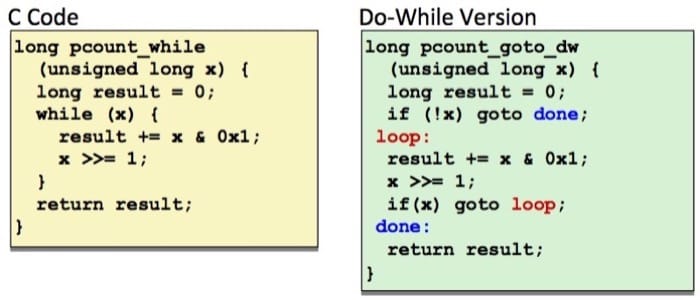 C Code
long pcount_while
(unsigned long x) {
long result = 0;
while (x) {
result += x & 0x1;
x >>= 1;
}
return result;
}
Do-While Version
long pcount_goto_dw
(unsigned long x) {
long result = 0;
if (!x) goto done;
loop:
result += x & 0x1;
x >>= 1;
if(x) goto loop;
done:
return result;
}